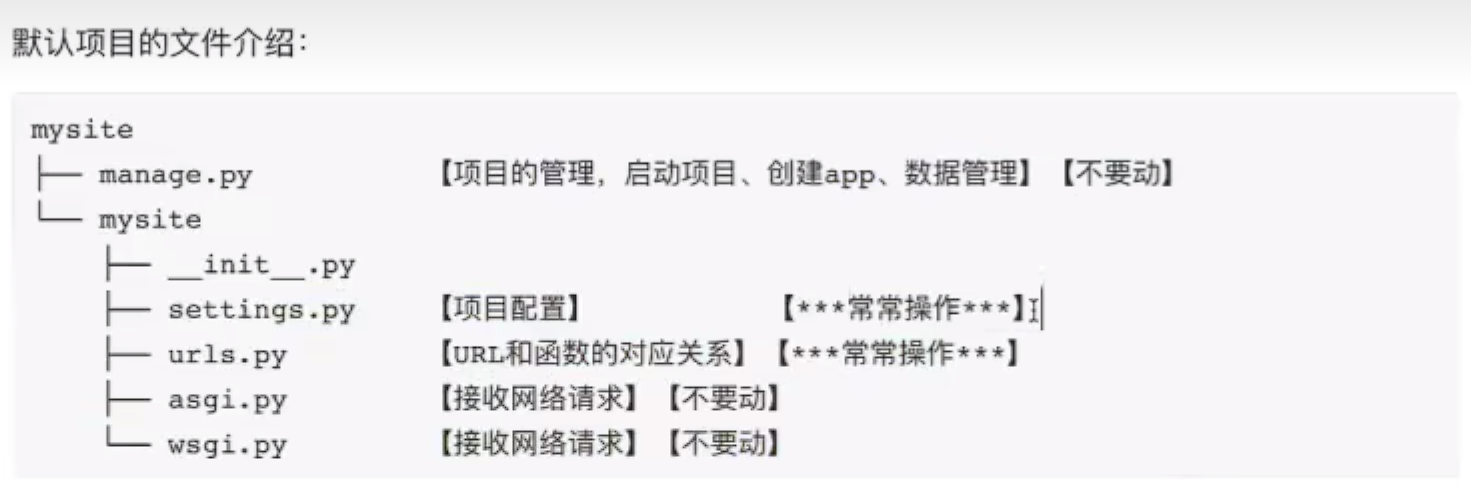 默认项目的文件介绍：
mysite
├── manage.py 【项目的管理，启动项目、创建app、数据管理】【不要动】
└── mysite
    ├── __init__.py
    ├── settings.py 【项目配置】 【***常常操作***】
    ├── urls.py 【URL和函数的对应关系】【***常常操作***】
    ├── asgi.py 【接收网络请求】【不要动】
    └── wsgi.py 【接收网络请求】【不要动】